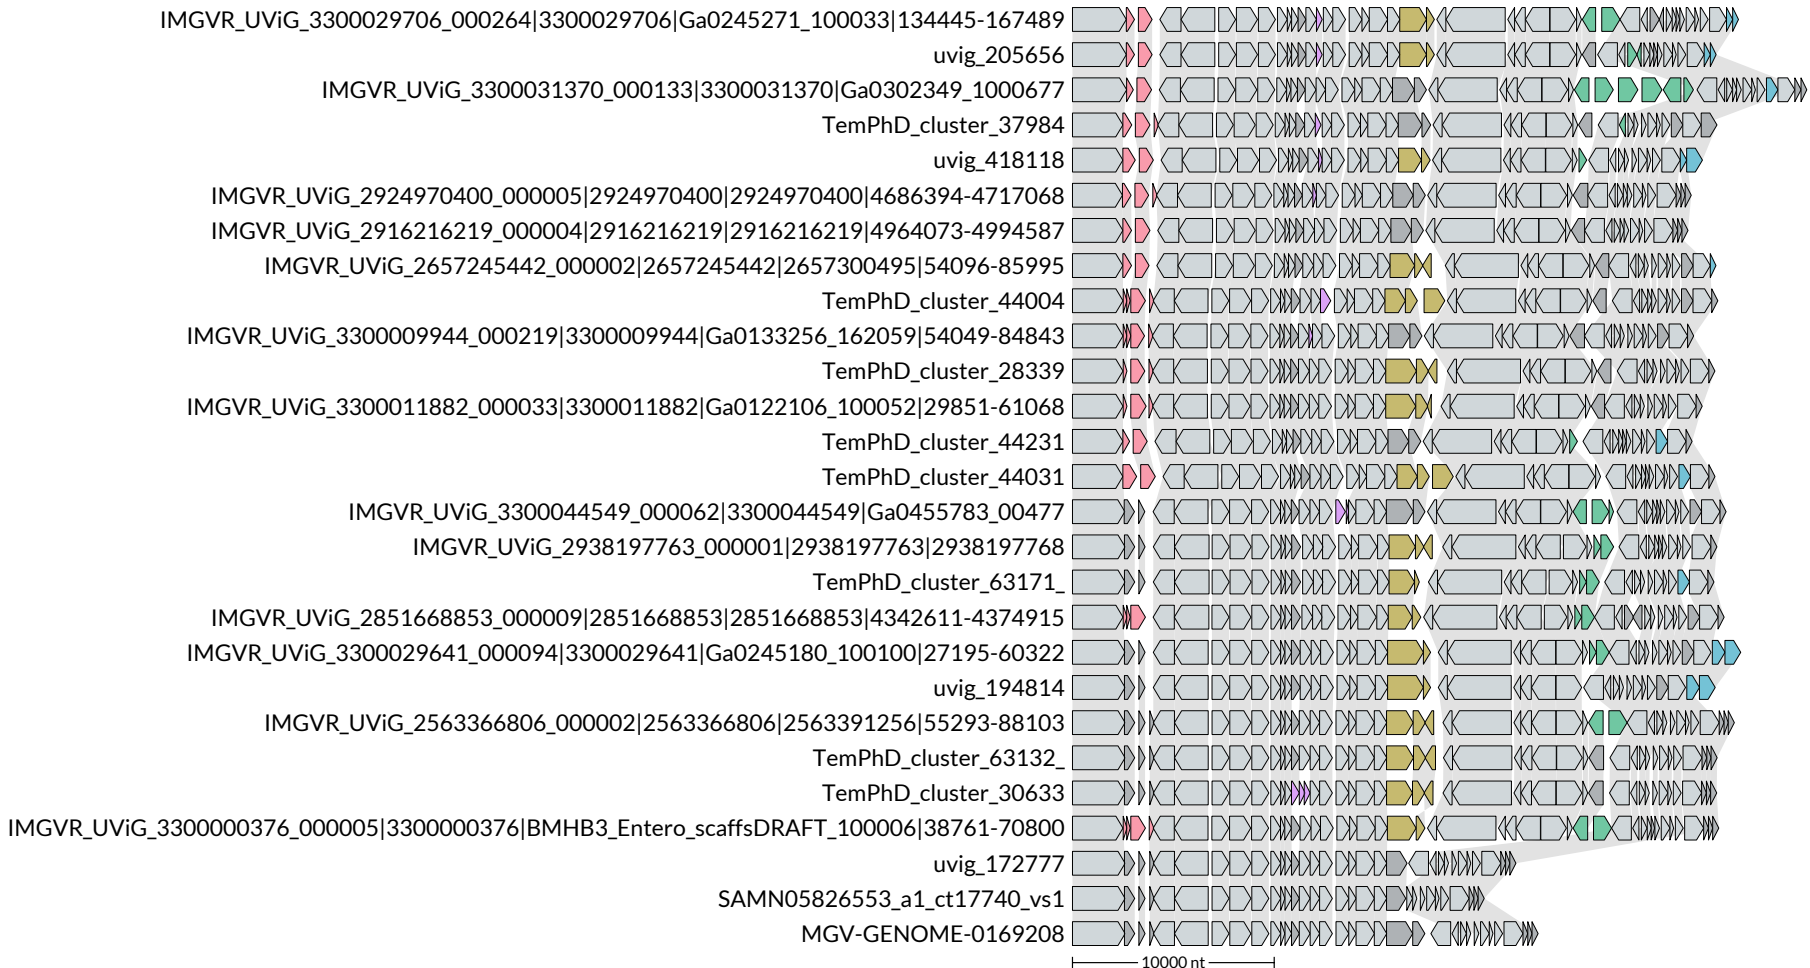 IMGVR_UViG_3300029706_000264|3300029706|Ga0245271_100033|134445-167489
uvig_205656
IMGVR_UViG_3300031370_000133|3300031370|Ga0302349_1000677
TemPhD_cluster_37984
uvig_418118
IMGVR_UViG_2924970400_000005|2924970400|2924970400|4686394-4717068
IMGVR_UViG_2916216219_000004|2916216219|2916216219|4964073-4994587
IMGVR_UViG_2657245442_000002|2657245442|2657300495|54096-85995
TemPhD_cluster_44004
IMGVR_UViG_3300009944_000219|3300009944|Ga0133256_162059|54049-84843
TemPhD_cluster_28339
IMGVR_UViG_3300011882_000033|3300011882|Ga0122106_100052|29851-61068
TemPhD_cluster_44231
TemPhD_cluster_44031
IMGVR_UViG_3300044549_000062|3300044549|Ga0455783_00477
IMGVR_UViG_2938197763_000001|2938197763|2938197768
TemPhD_cluster_63171_
IMGVR_UViG_2851668853_000009|2851668853|2851668853|4342611-4374915
IMGVR_UViG_3300029641_000094|3300029641|Ga0245180_100100|27195-60322
uvig_194814
IMGVR_UViG_2563366806_000002|2563366806|2563391256|55293-88103
TemPhD_cluster_63132_
TemPhD_cluster_30633
IMGVR_UViG_3300000376_000005|3300000376|BMHB3_Entero_scaffsDRAFT_100006|38761-70800
uvig_172777
SAMN05826553_a1_ct17740_vs1
MGV-GENOME-0169208
10000 nt